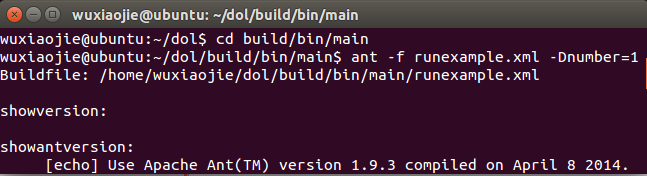 wuxiaojie@ubuntu: ~/dol/build/bin/main
wuxiaojie@ubuntu:~/dol$ cd build/bin/main
wuxiaojie@ubuntu:~/dol/build/bin/main$ ant -f runexample.xml -Dnumber=1
Buildfile: /home/wuxiaojie/dol/build/bin/main/runexample.xml
showversion:
showantversion:
[echo] Use Apache Ant(TM) version 1.9.3 compiled on April 8 2014.